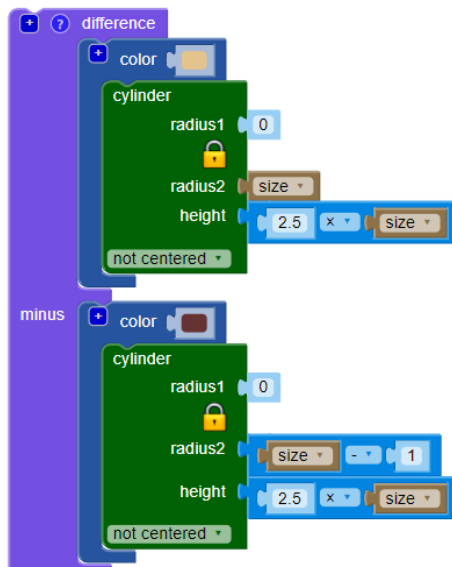 + ? difference
+ color
cylinder
radius1 0
radius2 size
height 2.5 x size
not centered
minus + color
cylinder
radius1 0
radius2 size - 1
height 2.5 x size
not centered